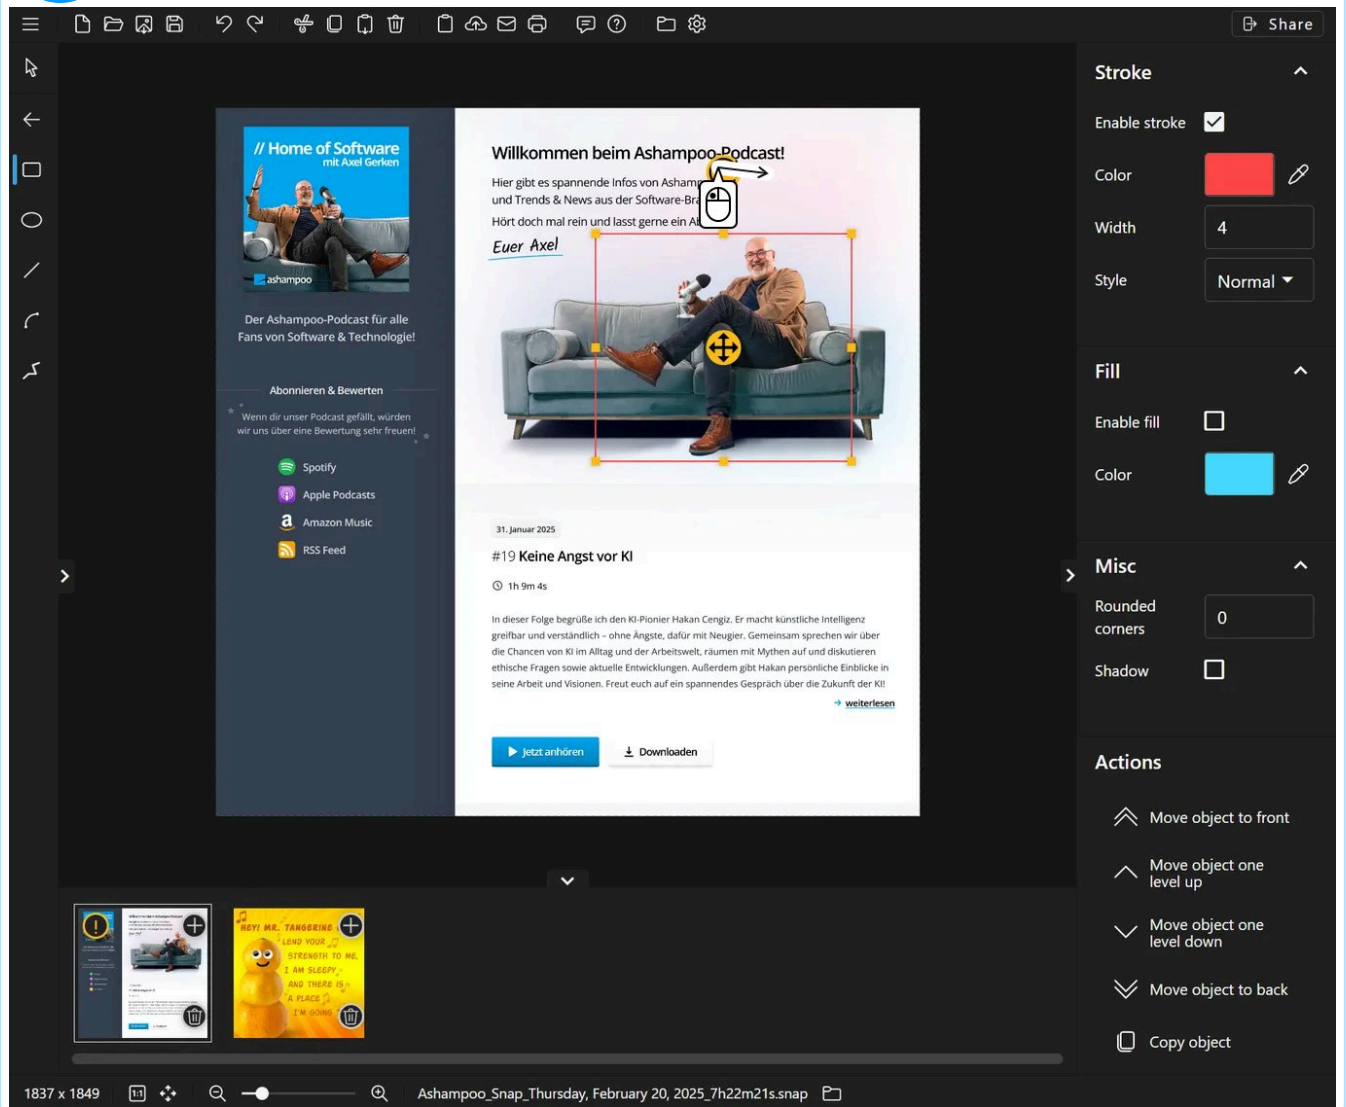 Share
// Home of Software
mit Axel Gerken
ashampoo
Der Ashampoo-Podcast für alle
Fans von Software & Technologie!
Abonnieren & Bewerten
Wenn dir unser Podcast gefällt, würden
wir uns über eine Bewertung sehr freuen!
Spotify
Apple Podcasts
a Amazon Music
RSS Feed
Willkommen beim Ashampoo-Podcast!
Hier gibt es spannende Infos von
und Trends & News aus der
Hört doch mal rein und lasst gerne ein
Euer Axel
31. Januar 2025
#19 Keine Angst vor KI
1h 9m 4s
In dieser Folge begrüße ich den KI-Pionier Hakan Cengiz. Er macht künstliche Intelligenz
greifbar und verständlich – ohne Ängste, dafür mit Neugier. Gemeinsam sprechen wir über
die Chancen von KI im Alltag und der Arbeitswelt, räumen mit Mythen auf und diskutieren
ethische Fragen sowie aktuelle Entwicklungen. Außerdem gibt Hakan persönliche Einblicke in
seine Arbeit und Visionen. Freut euch auf ein spannendes Gespräch über die Zukunft der KI!
weiterlesen
Jetzt anhören
Downloaden
Stroke
Enable stroke
Color
Width 4
Style Normal
Fill
Enable fill
Color
Misc
Rounded
corners 0
Shadow
Actions
Move object to front
Move object one
level up
Move object one
level down
Move object to back
Copy object
HEY! MR. TANGERINE
LEND YOUR
STRENGTH TO ME.
I AM SLEEPY
AND THERE IS
A PLACE
I'M GOING
1837 x 1849
1:1
Ashampoo_Snap_Thursday, February 20, 2025_7h22m21s.snap